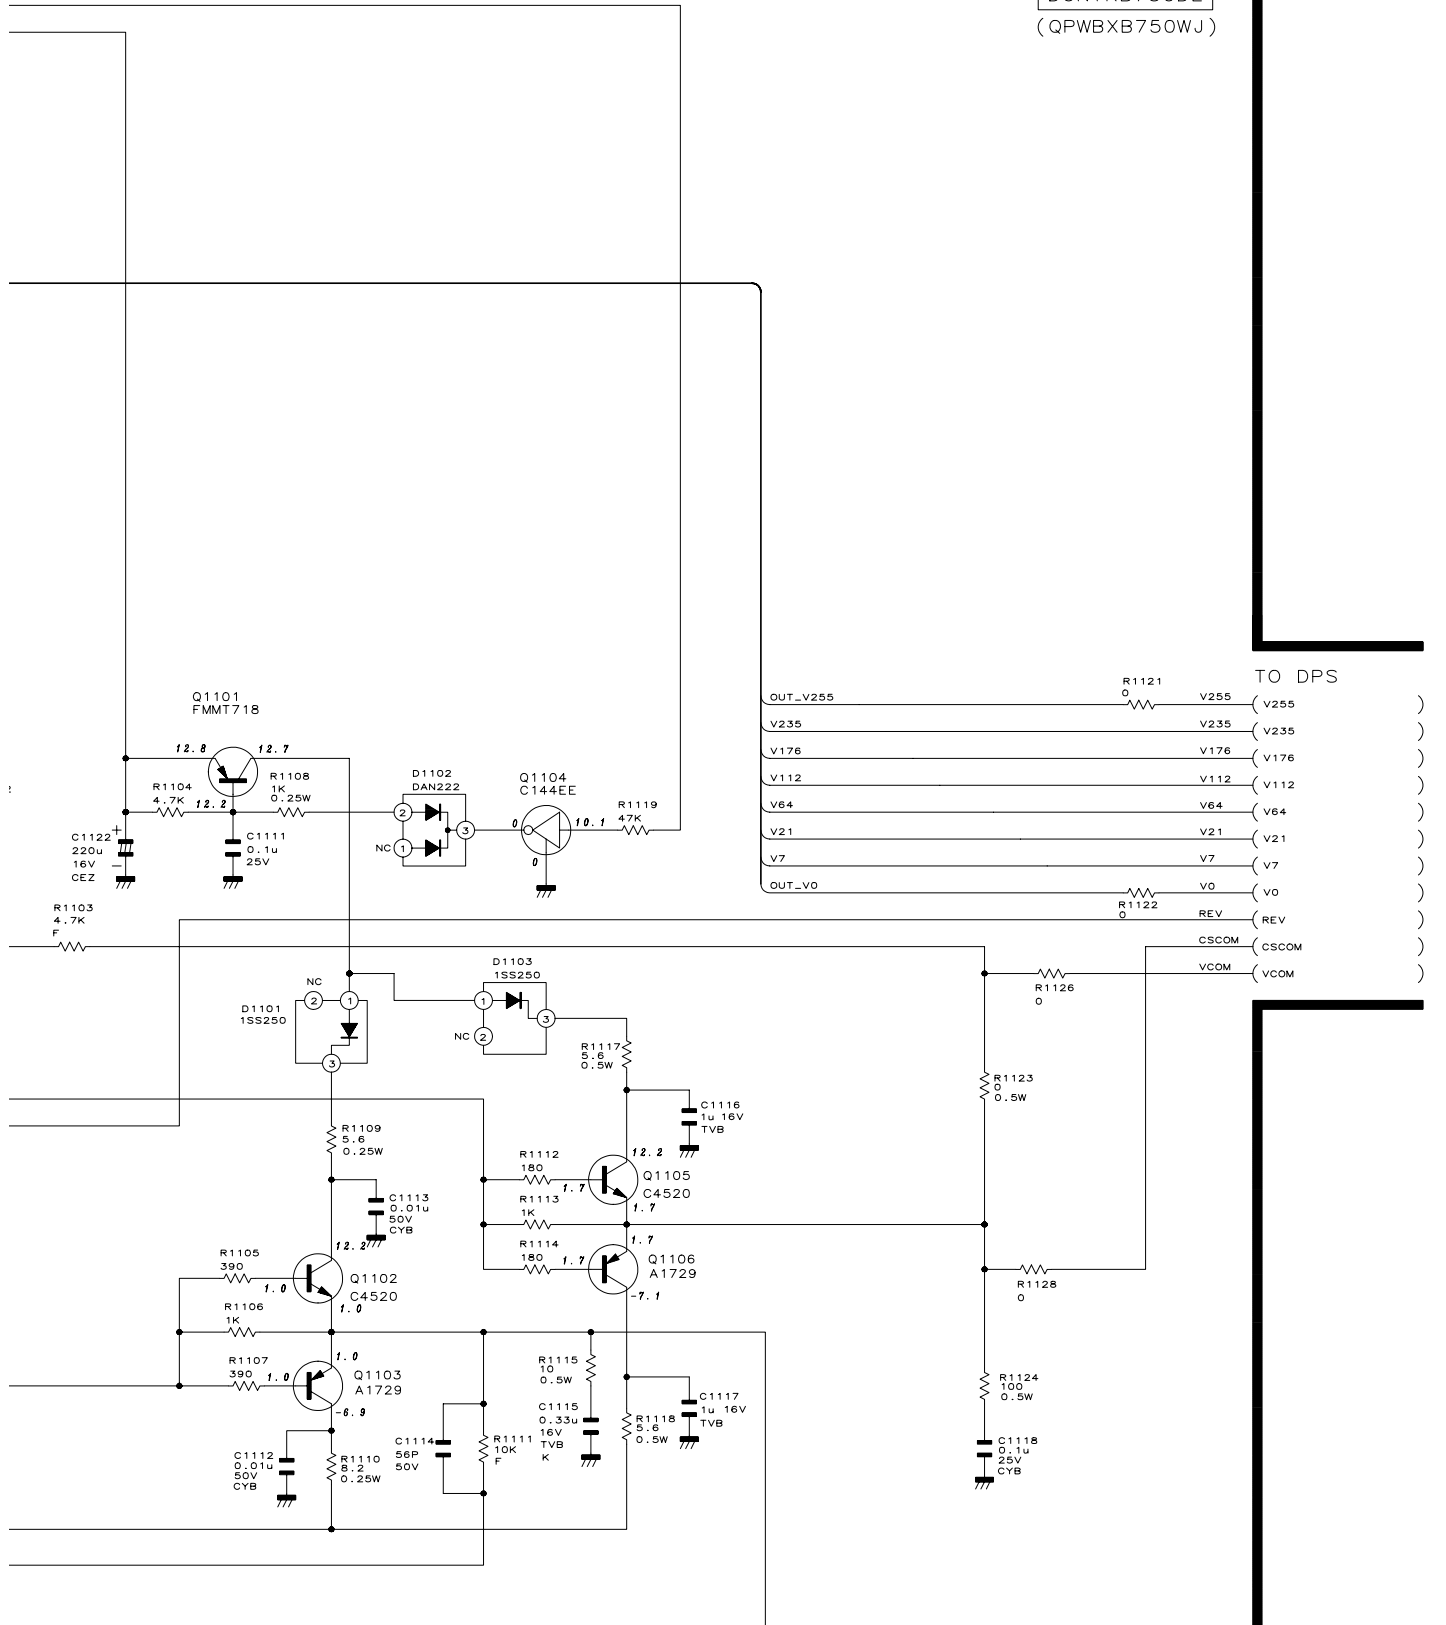 (QPWBXB750WJ)
TO DPS
Q1101
FMMT718
12.8
12.7
R1104
4.7K
12.2
R1108
1K
0.25W
C1122
220u
16V
CEZ
+
−
C1111
0.1u
25V
D1102
DAN222
2
NC
1
3
Q1104
C144EE
0
10.1
0
R1119
47K
OUT_V255
R1121
0
V255
V255
V235
V235
V235
V176
V176
V176
V112
V112
V112
V64
V64
V64
V21
V21
V21
V7
V7
V7
OUT_V0
R1122
0
V0
V0
REV
REV
CSCOM
CSCOM
VCOM
VCOM
R1103
4.7K
F
R1126
0
NC
2
1
D1101
1SS250
3
D1103
1SS250
1
NC
2
3
R1117
5.6
0.5W
R1123
0
0.5W
C1116
1u 16V
TVB
R1109
5.6
0.25W
R1112
180
1.7
12.2
Q1105
C4520
1.7
R1113
1K
C1113
0.01u
50V
CYB
12.2
R1114
180
1.7
1.7
Q1106
A1729
-7.1
R1105
390
1.0
Q1102
C4520
1.0
R1128
0
R1106
1K
R1107
390
1.0
1.0
Q1103
A1729
-6.9
R1115
10
0.5W
R1124
100
0.5W
C1117
1u 16V
TVB
C1115
0.33u
16V
TVB
K
R1118
5.6
0.5W
C1114
56P
50V
R1111
10K
F
C1112
0.01u
50V
CYB
R1110
8.2
0.25W
C1118
0.1u
25V
CYB